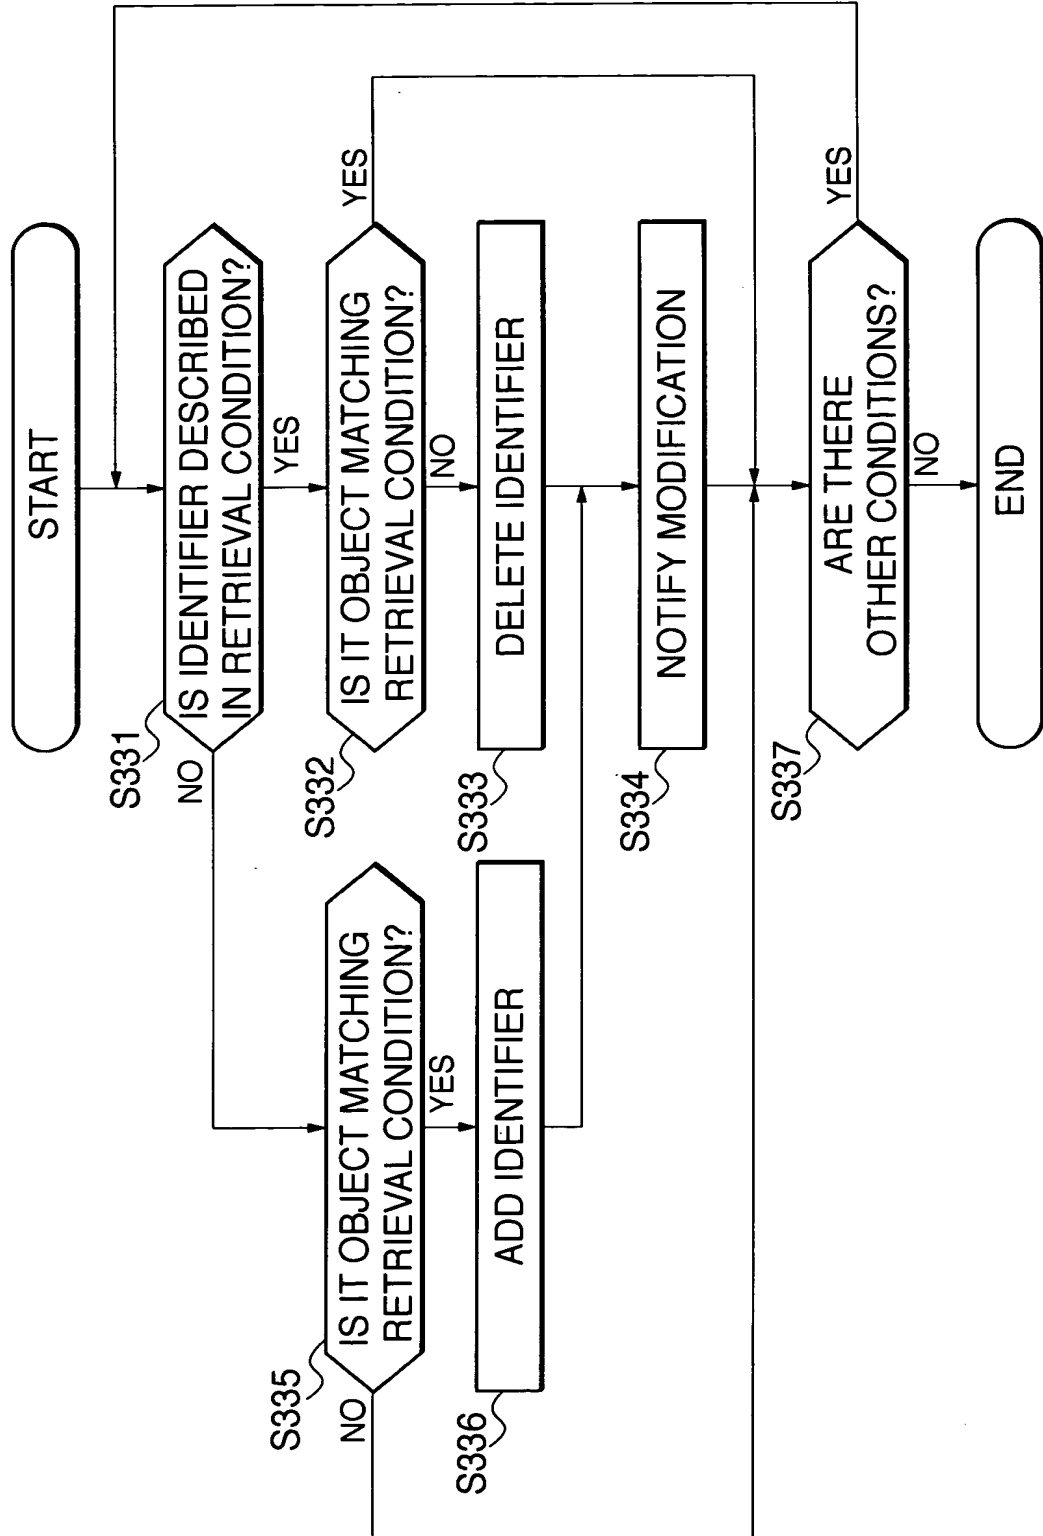 START
S331
IS IDENTIFIER DESCRIBED
IN RETRIEVAL CONDITION?
NO
YES
S332
IS IT OBJECT MATCHING
RETRIEVAL CONDITION?
YES
NO
S335
IS IT OBJECT MATCHING
RETRIEVAL CONDITION?
NO
YES
S333
DELETE IDENTIFIER
S336
ADD IDENTIFIER
S334
NOTIFY MODIFICATION
S337
ARE THERE
OTHER CONDITIONS?
YES
NO
END